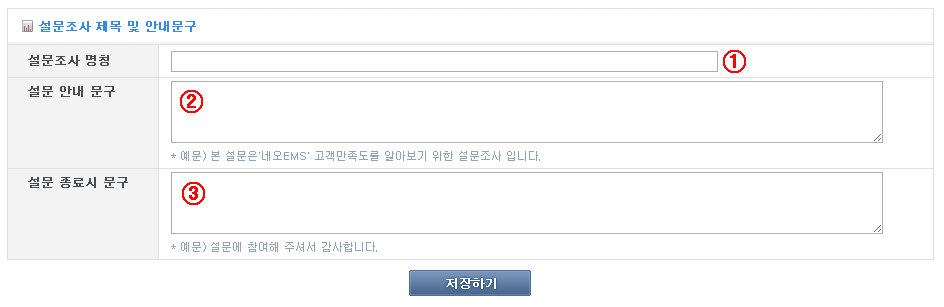 설문조사 제목 및 안내문구
설문조사 명칭
①
설문 안내 문구
②
* 예문) 본 설문은'네오EMS' 고객만족도를 알아보기 위한 설문조사 입니다.
설문 종료시 문구
③
* 예문) 설문에 참여해 주셔서 감사합니다.
저장하기